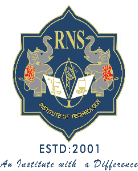 RNS
INSTITUTE OF TECHNOLOGY
ESTD:2001
An Institute with a Difference